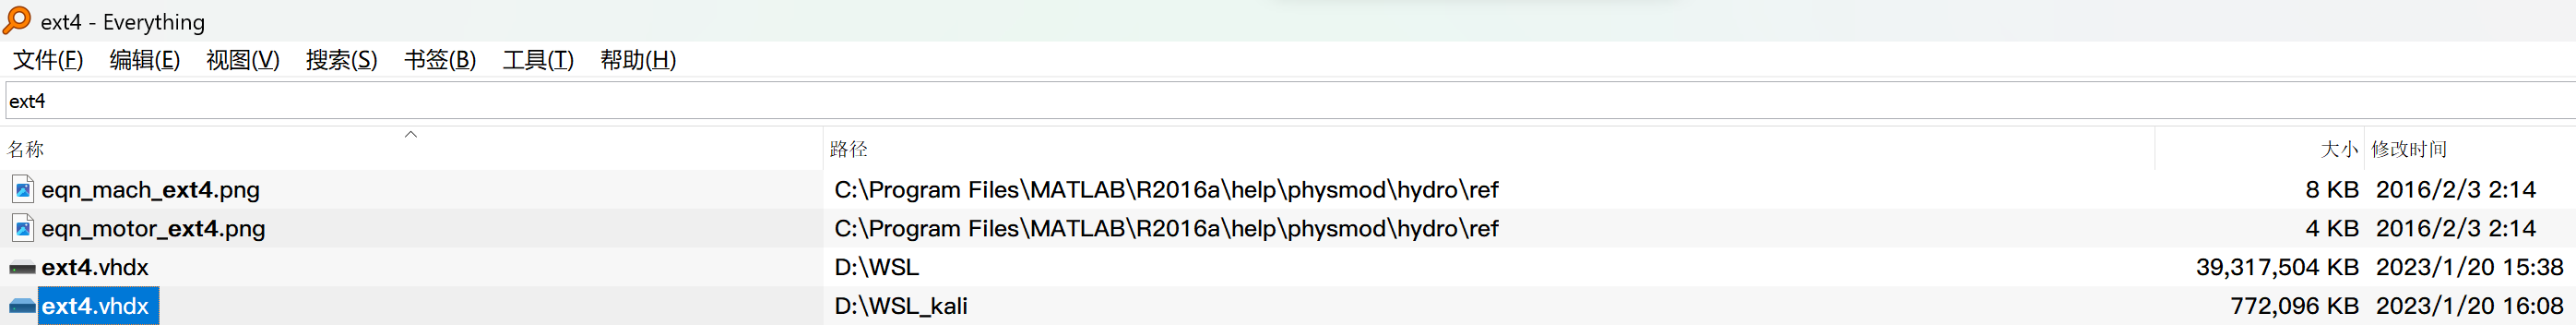 ext4 - Everything
文件(F) 编辑(E) 视图(V) 搜索(S) 书签(B) 工具(T) 帮助(H)
ext4
名称 路径 大小 修改时间
eqn_mach_ext4.png C:\Program Files\MATLAB\R2016a\help\physmod\hydro\ref 8 KB 2016/2/3 2:14
eqn_motor_ext4.png C:\Program Files\MATLAB\R2016a\help\physmod\hydro\ref 4 KB 2016/2/3 2:14
ext4.vhdx D:\WSL 39,317,504 KB 2023/1/20 15:38
ext4.vhdx D:\WSL_kali 772,096 KB 2023/1/20 16:08